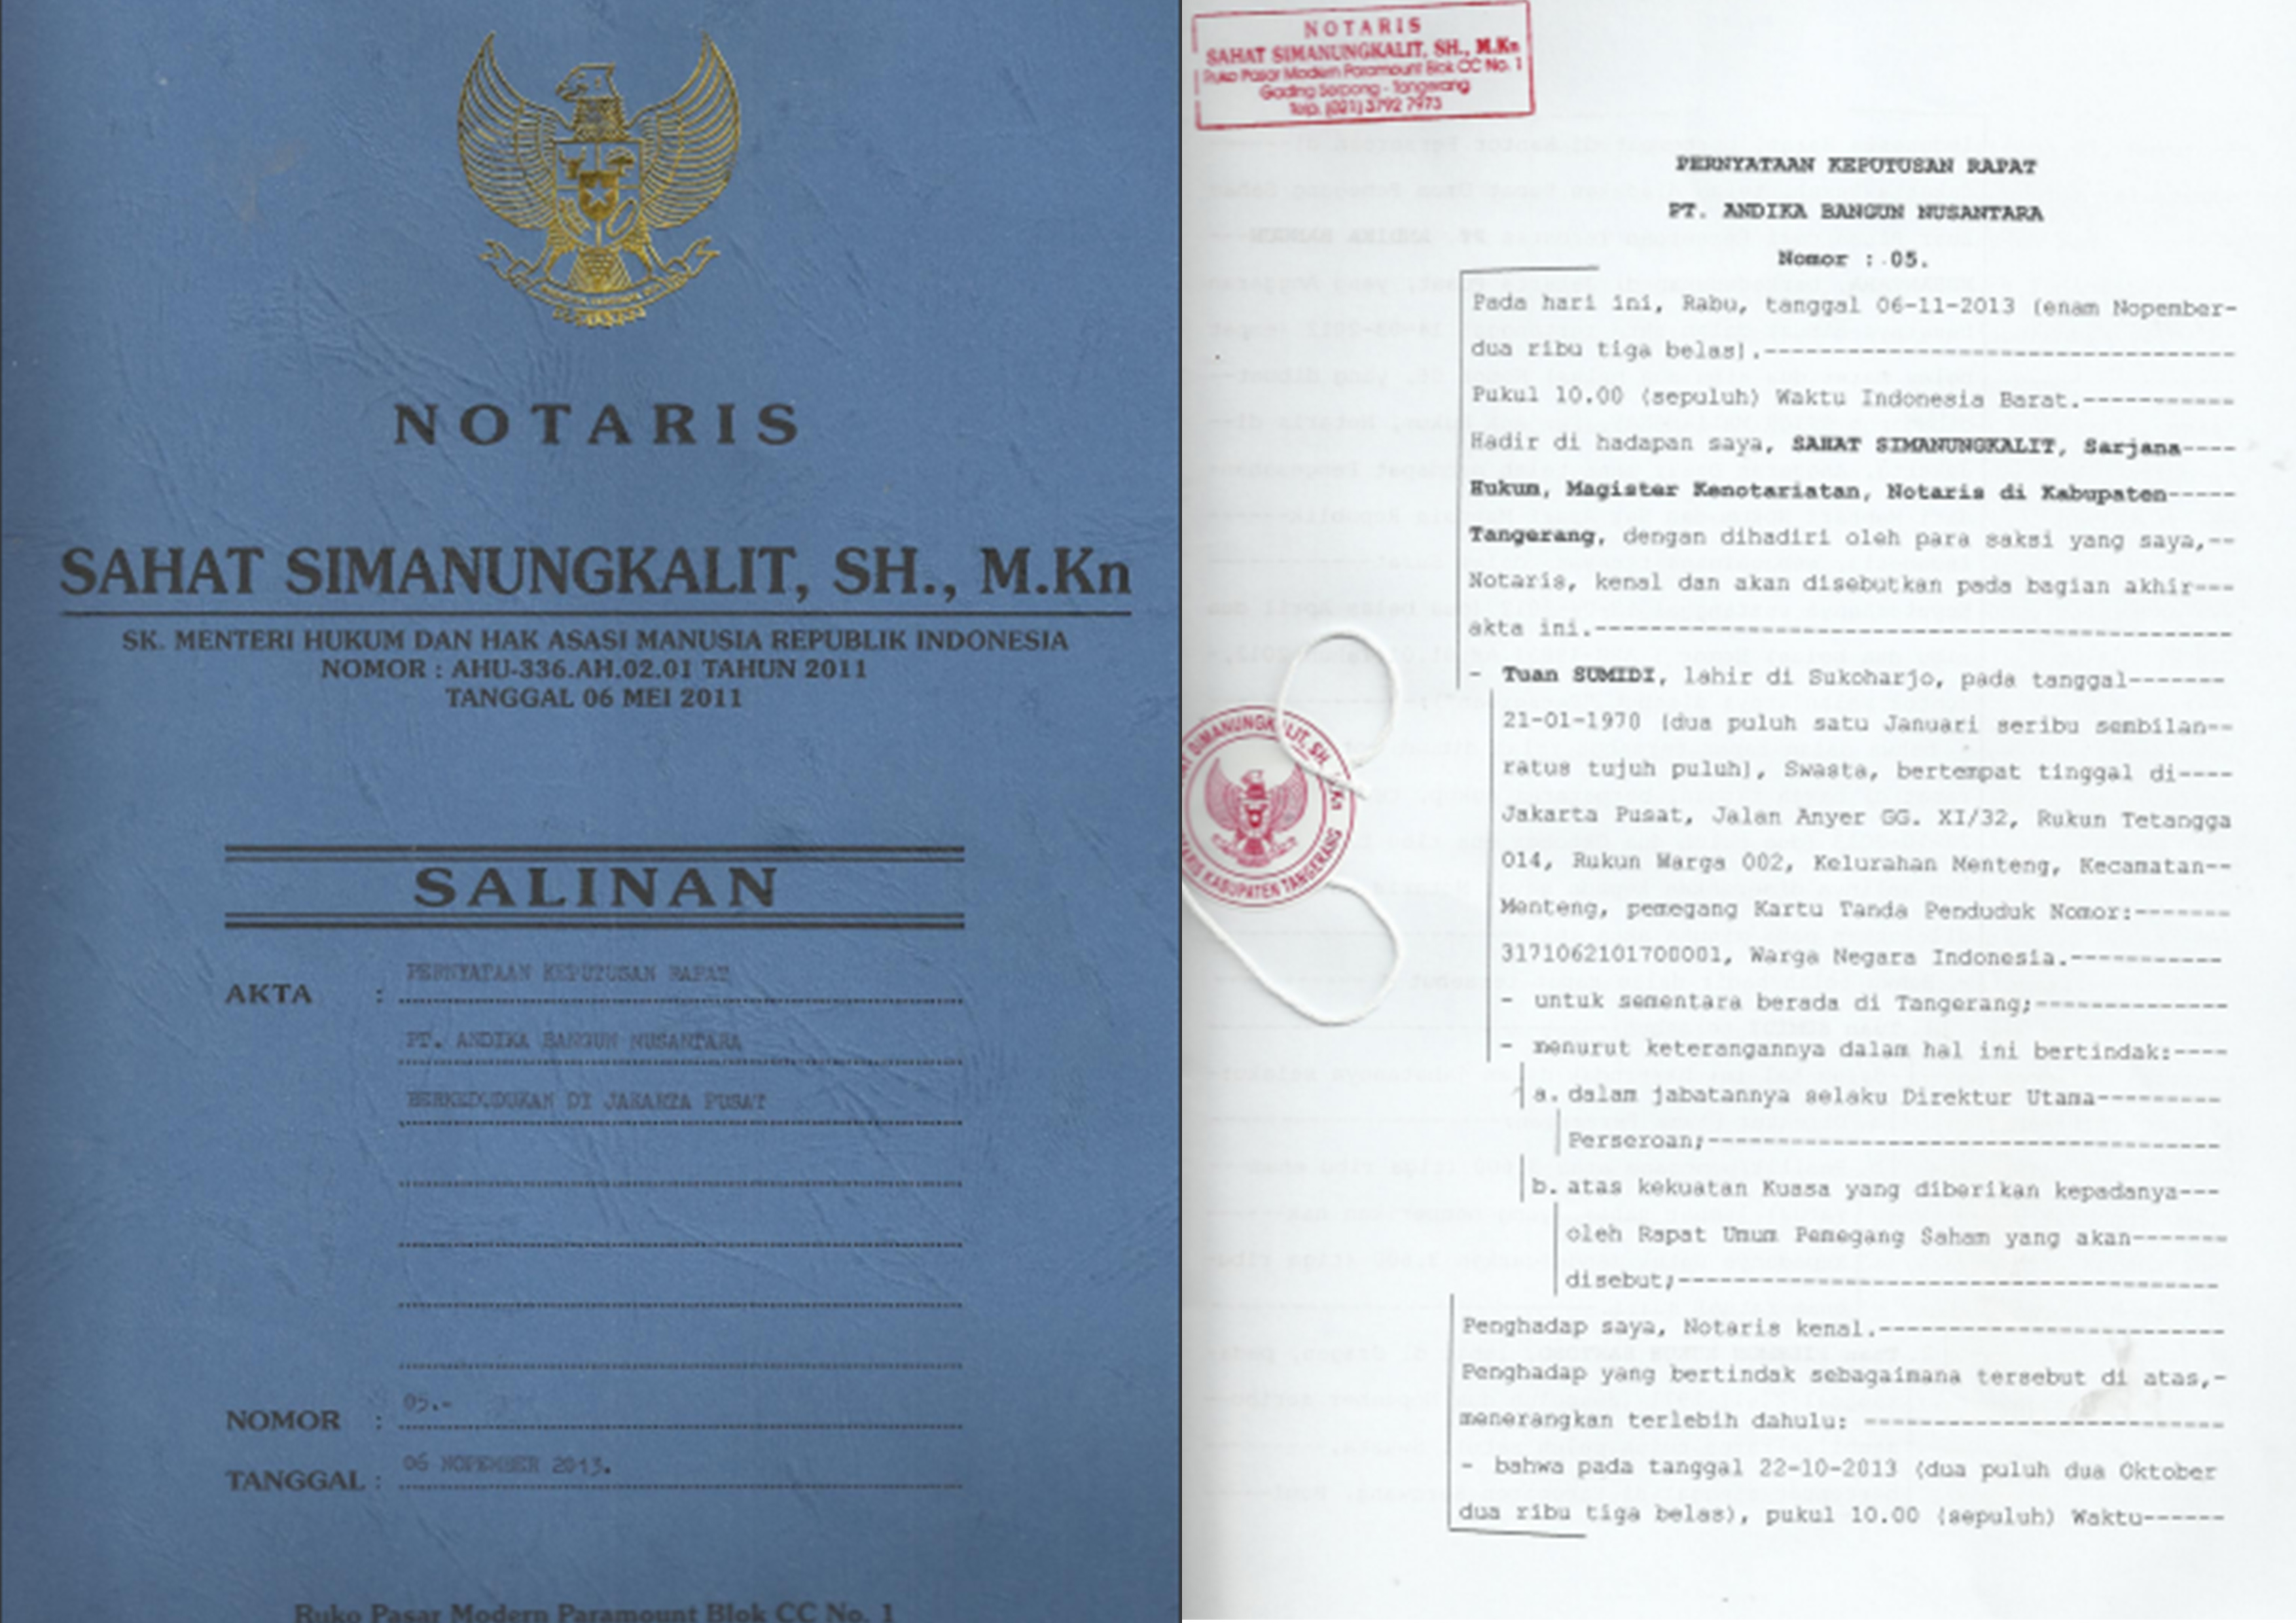 NOTARIS
SAHAT SIMANUNGKALIT, SH., M.Kn
SK. MENTERI HUKUM DAN HAK ASASI MANUSIA REPUBLIK INDONESIA
NOMOR : AHU-336.AH.02.01 TAHUN 2011
TANGGAL 06 MEI 2011
SALINAN
AKTA : PERNYATAAN KEPUTUSAN RAPAT
PT. ANDIKA BANGUN NUSANTARA
BERKEDUDUKAN DI JAKARTA PUSAT
NOMOR : 05.-
TANGGAL : 06 NOPEMBER 2013.
Ruko Pasar Modern Paramount Blok CC No. 1
NOTARIS
SAHAT SIMANUNGKALIT, SH., M.Kn
Ruko Pasar Modern Paramount Blok CC No. 1
Gading Serpong - Tangerang
Telp. (021) 3792 7973
PERNYATAAN KEPUTUSAN RAPAT
PT. ANDIKA BANGUN NUSANTARA
Nomor : 05.
Pada hari ini, Rabu, tanggal 06-11-2013 (enam Nopember-
dua ribu tiga belas).
Pukul 10.00 (sepuluh) Waktu Indonesia Barat.
Hadir di hadapan saya, SAHAT SIMANUNGKALIT, Sarjana
Hukum, Magister Kenotariatan, Notaris di Kabupaten
Tangerang, dengan dihadiri oleh para saksi yang saya,
Notaris, kenal dan akan disebutkan pada bagian akhir
akta ini.
- Tuan SUMIDI, lahir di Sukoharjo, pada tanggal
21-01-1970 (dua puluh satu Januari seribu sembilan
ratus tujuh puluh), Swasta, bertempat tinggal di
Jakarta Pusat, Jalan Anyer GG. XI/32, Rukun Tetangga
014, Rukun Warga 002, Kelurahan Menteng, Kecamatan
Menteng, pemegang Kartu Tanda Penduduk Nomor:
3171062101700001, Warga Negara Indonesia.
- untuk sementara berada di Tangerang;
- menurut keterangannya dalam hal ini bertindak:
a. dalam jabatannya selaku Direktur Utama
Perseroan;
b. atas kekuatan Kuasa yang diberikan kepadanya
oleh Rapat Umum Pemegang Saham yang akan
disebut;
Penghadap saya, Notaris kenal.
Penghadap yang bertindak sebagaimana tersebut di atas,
menerangkan terlebih dahulu:
- bahwa pada tanggal 22-10-2013 (dua puluh dua Oktober
dua ribu tiga belas), pukul 10.00 (sepuluh) Waktu
SIMANUNGKALIT, SH.
KABUPATEN TANGERANG